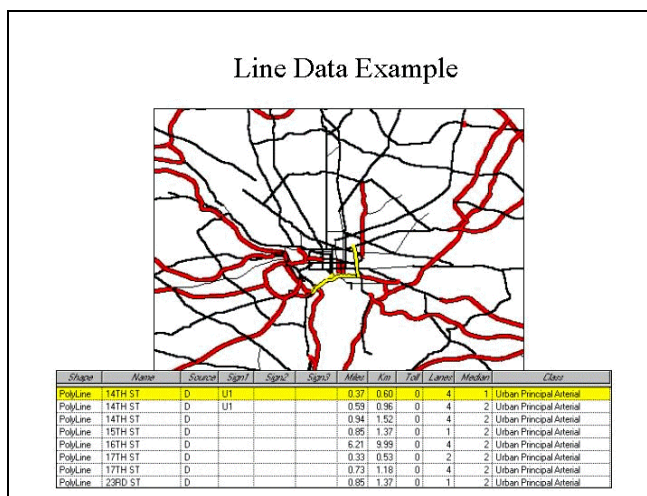 Line Data Example
Shape Name Source Sign1 Sign2 Sign3 Miles Km Toll Lanes Median Class
PolyLine 14TH ST D U1 0.37 0.60 0 4 1 Urban Principal Arterial
PolyLine 14TH ST D U1 0.59 0.96 0 4 2 Urban Principal Arterial
PolyLine 14TH ST D 0.94 1.52 0 4 2 Urban Principal Arterial
PolyLine 15TH ST D 0.85 1.37 0 1 1 Urban Principal Arterial
PolyLine 16TH ST D 6.21 9.99 0 4 2 Urban Principal Arterial
PolyLine 17TH ST D 0.33 0.53 0 2 2 Urban Principal Arterial
PolyLine 17TH ST D 0.73 1.18 0 4 2 Urban Principal Arterial
PolyLine 23RD ST D 0.85 1.37 0 1 2 Urban Principal Arterial